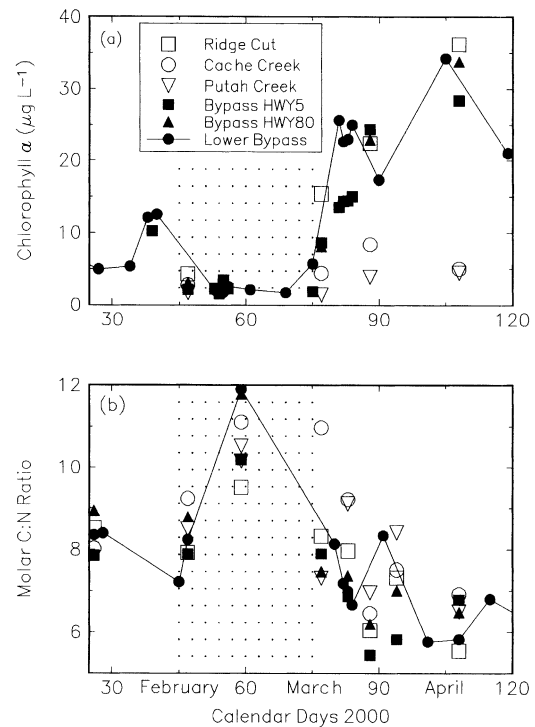 (a)
Ridge Cut
Cache Creek
Putah Creek
Bypass HWY5
Bypass HWY80
Lower Bypass
Chlorophyll a (μg L−1)
40
30
20
10
0
30
60
90
120
(b)
Molar C:N Ratio
12
10
8
6
30 February 60 March 90 April 120
Calendar Days 2000